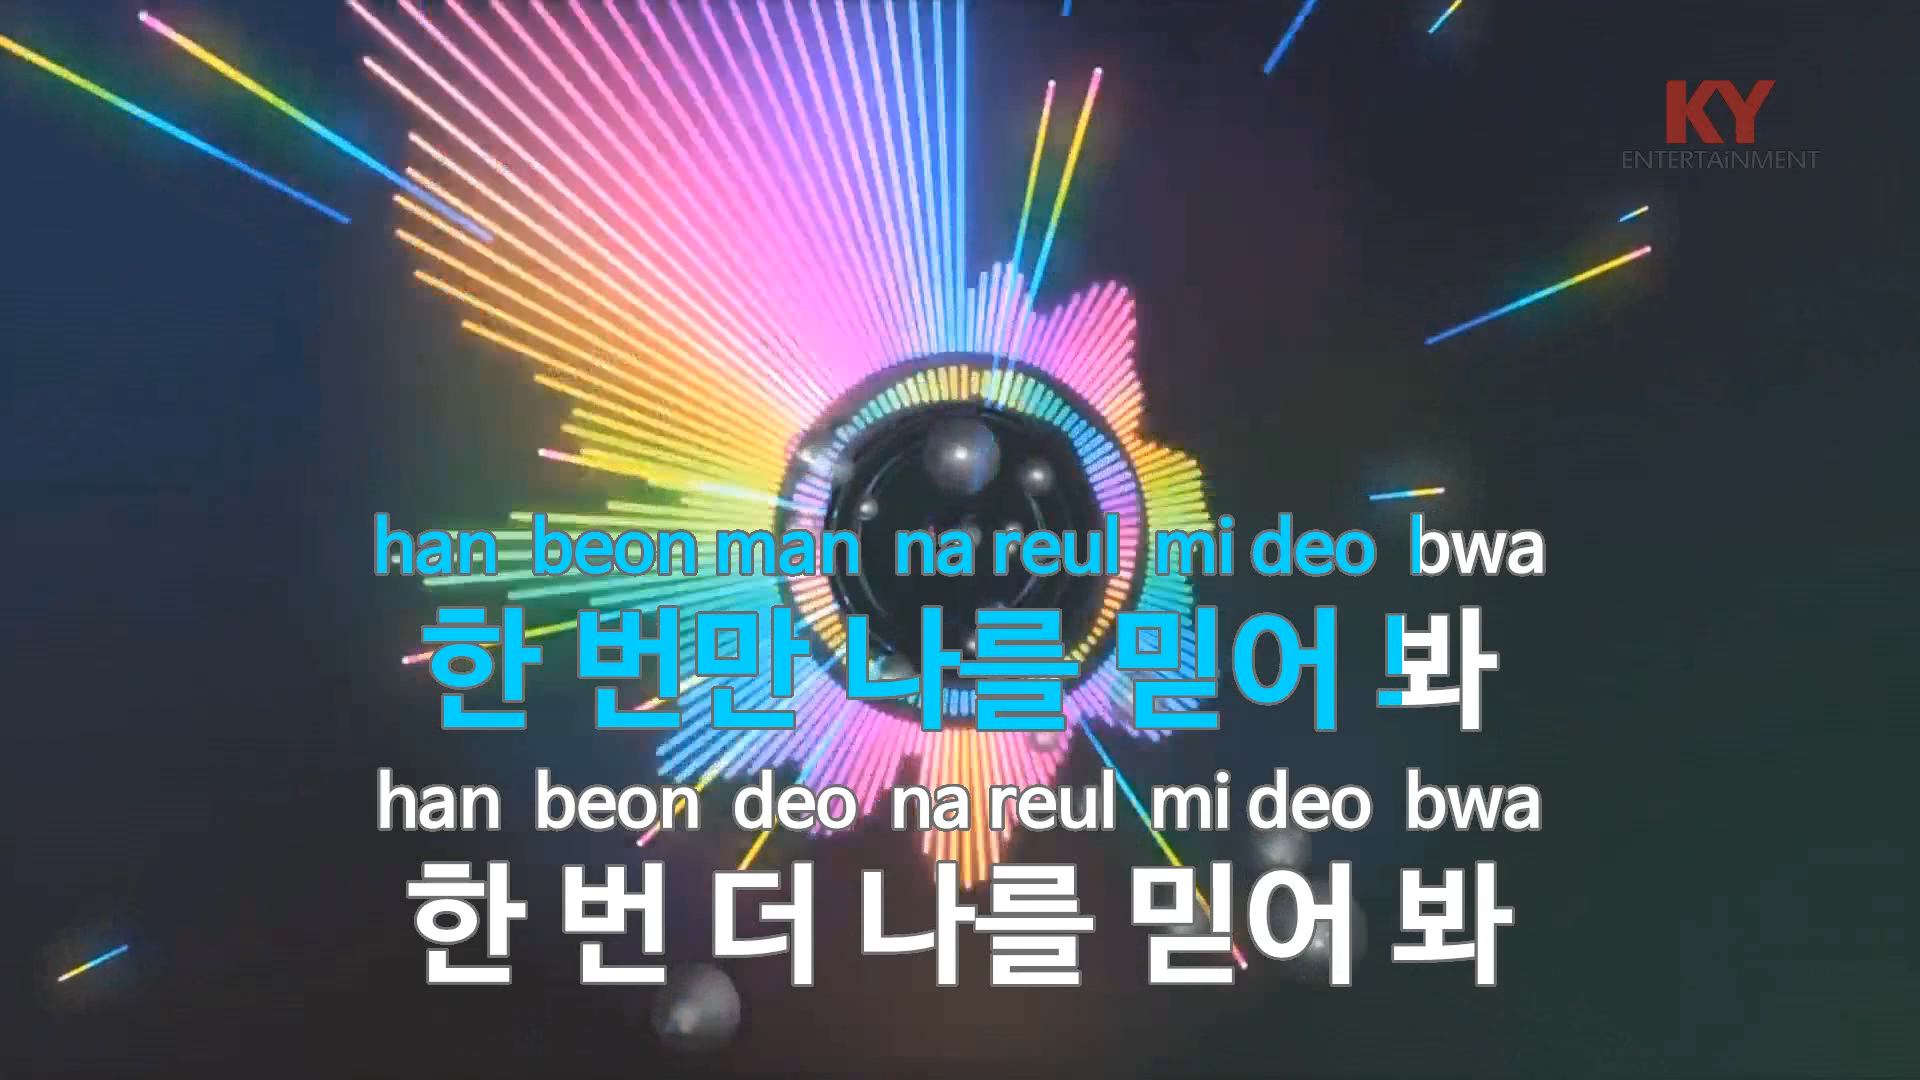 KY
ENTERTAiNMENT
han beon man na reul mi deo bwa
한 번만 나를 믿어 봐
han beon deo na reul mi deo bwa
한 번 더 나를 믿어 봐